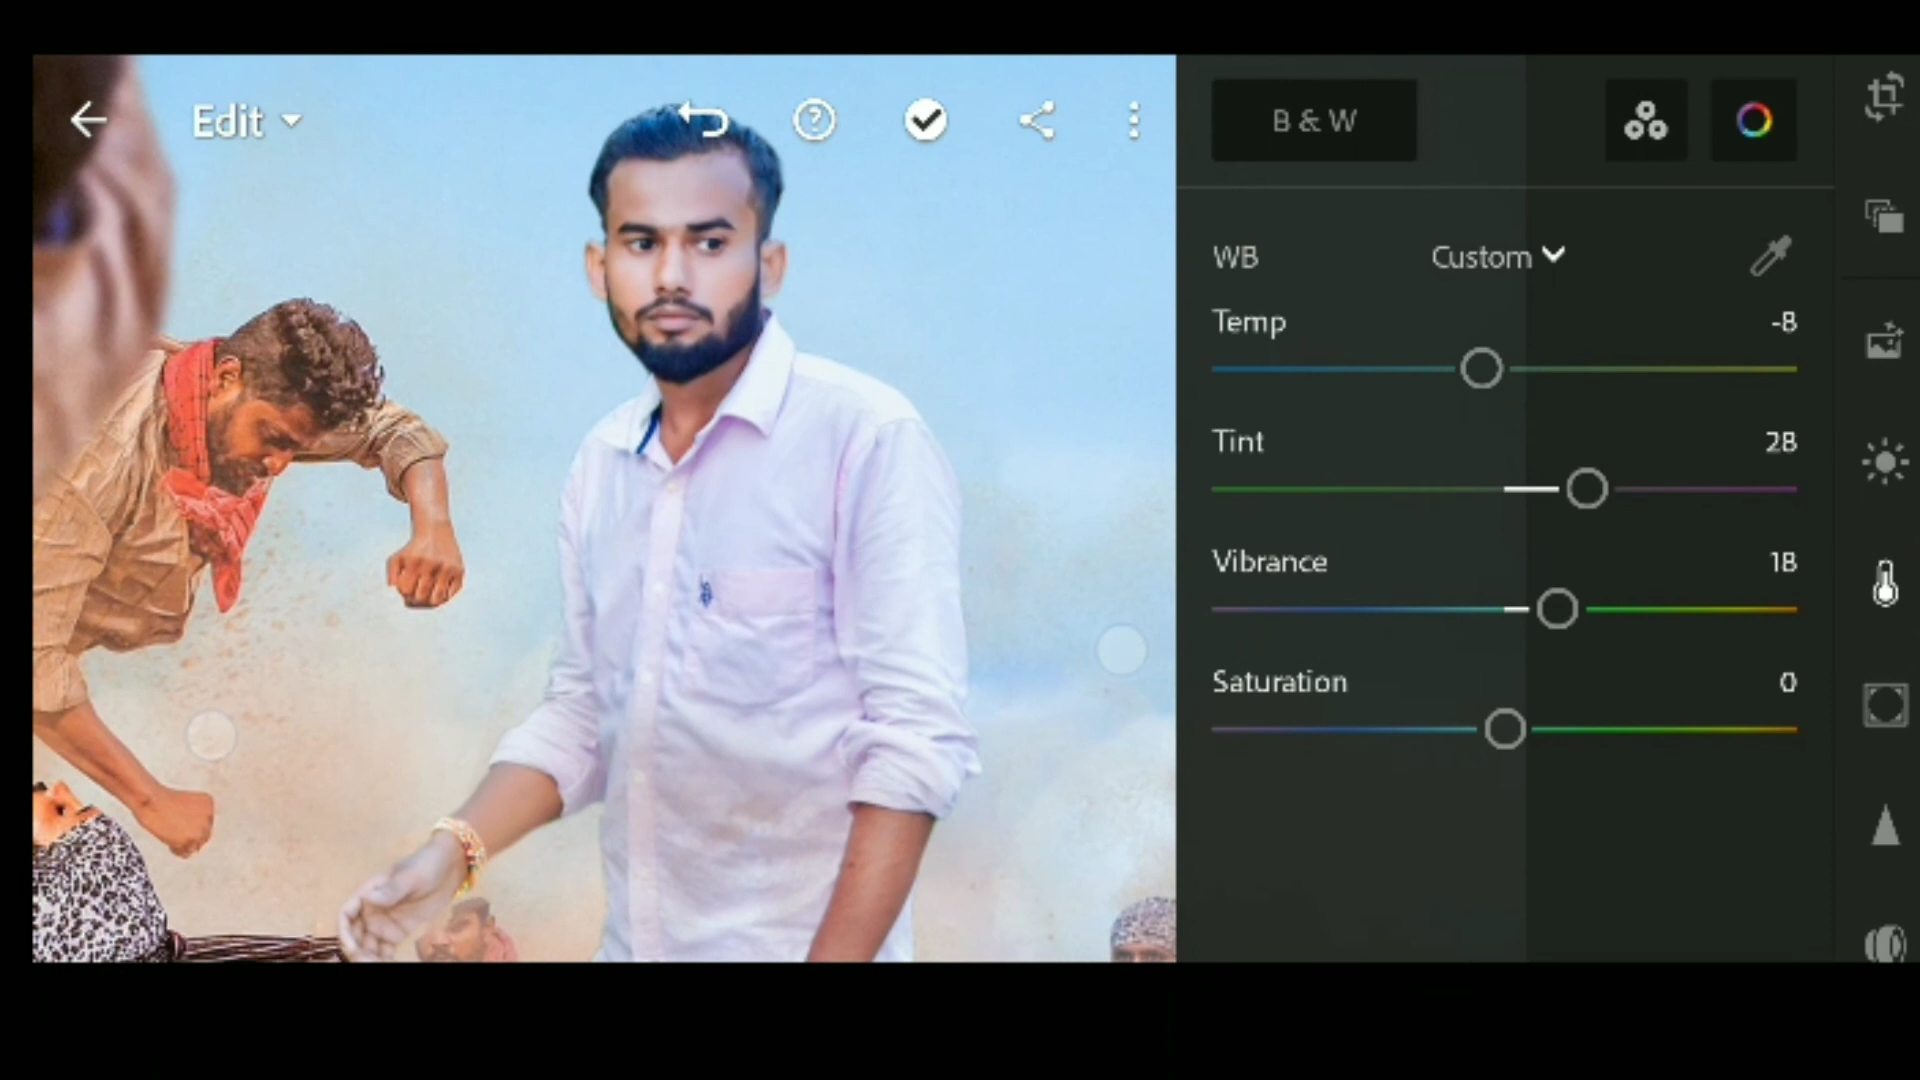 Edit
B & W
WB Custom
Temp -8
Tint 28
Vibrance 18
Saturation 0